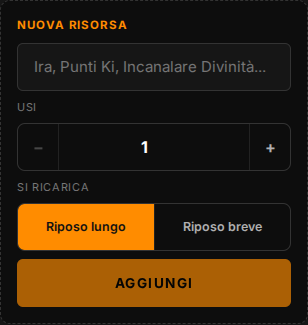 NUOVA RISORSA
Ira, Punti Ki, Incanalare Divinità...
USI
− 1 +
SI RICARICA
Riposo lungo Riposo breve
AGGIUNGI